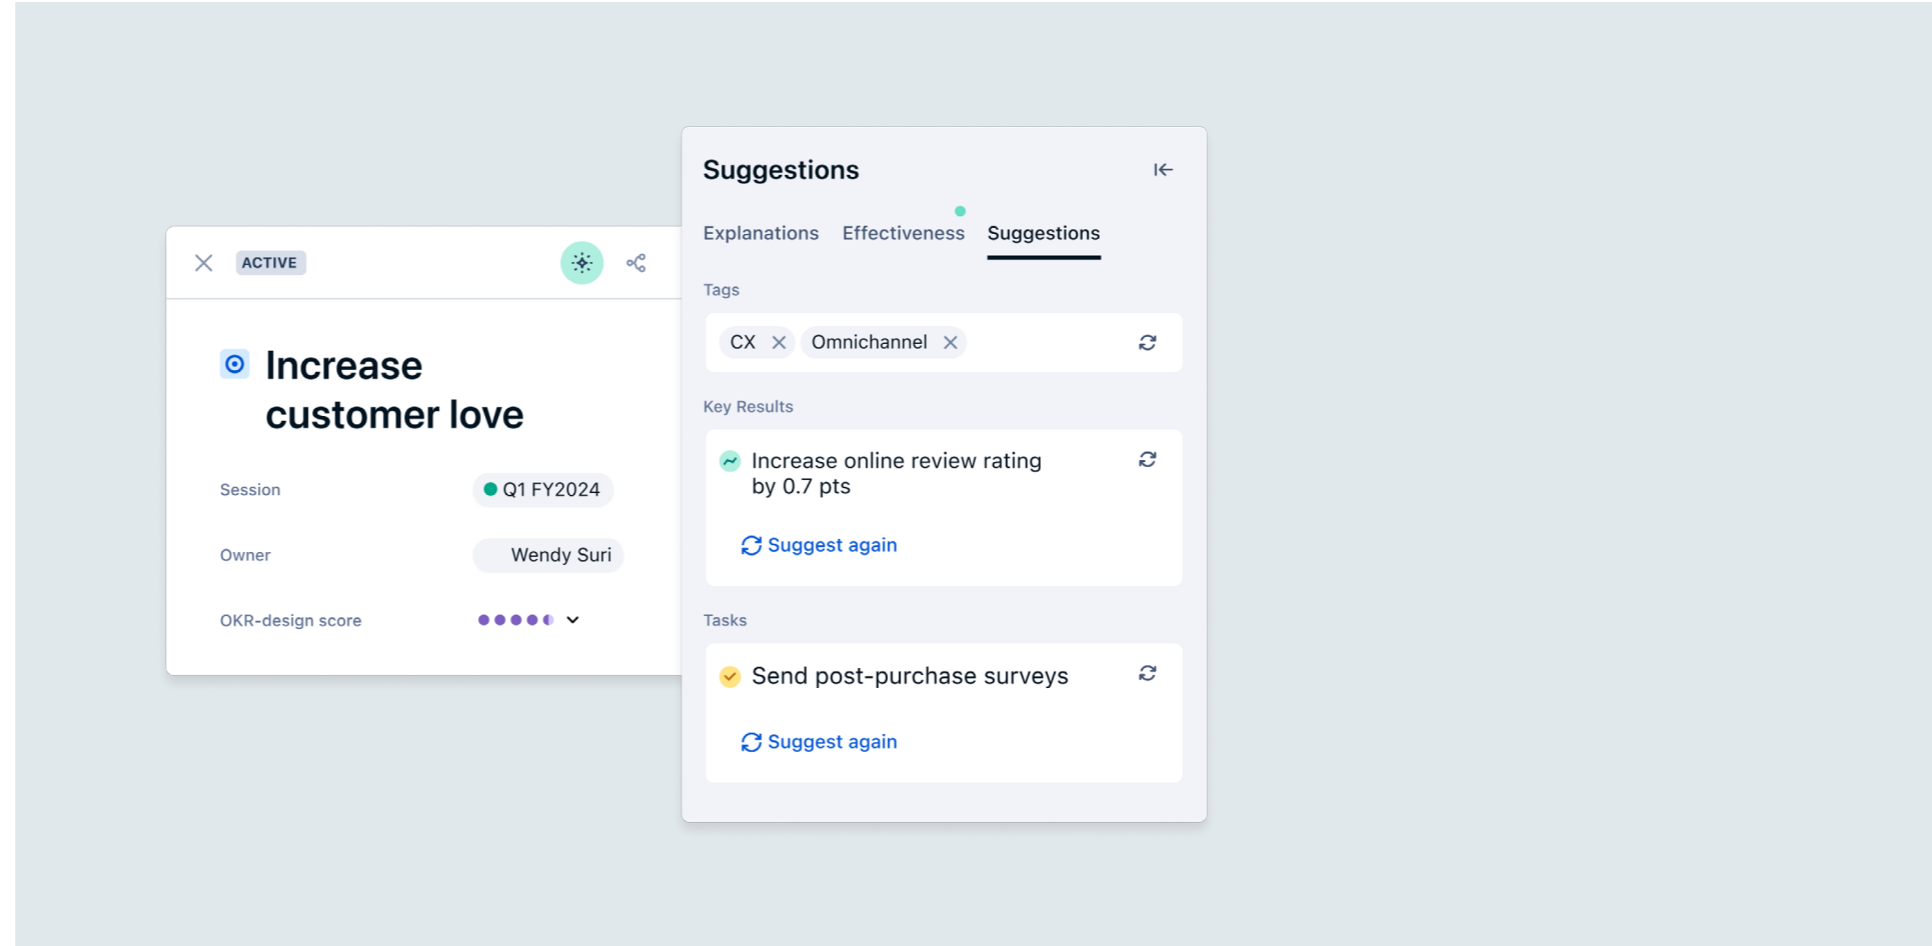 ACTIVE
Increase
customer love
Session
Q1 FY2024
Owner
Wendy Suri
OKR-design score
Suggestions
Explanations
Effectiveness
Suggestions
Tags
CX
Omnichannel
Key Results
Increase online review rating
by 0.7 pts
Suggest again
Tasks
Send post-purchase surveys
Suggest again